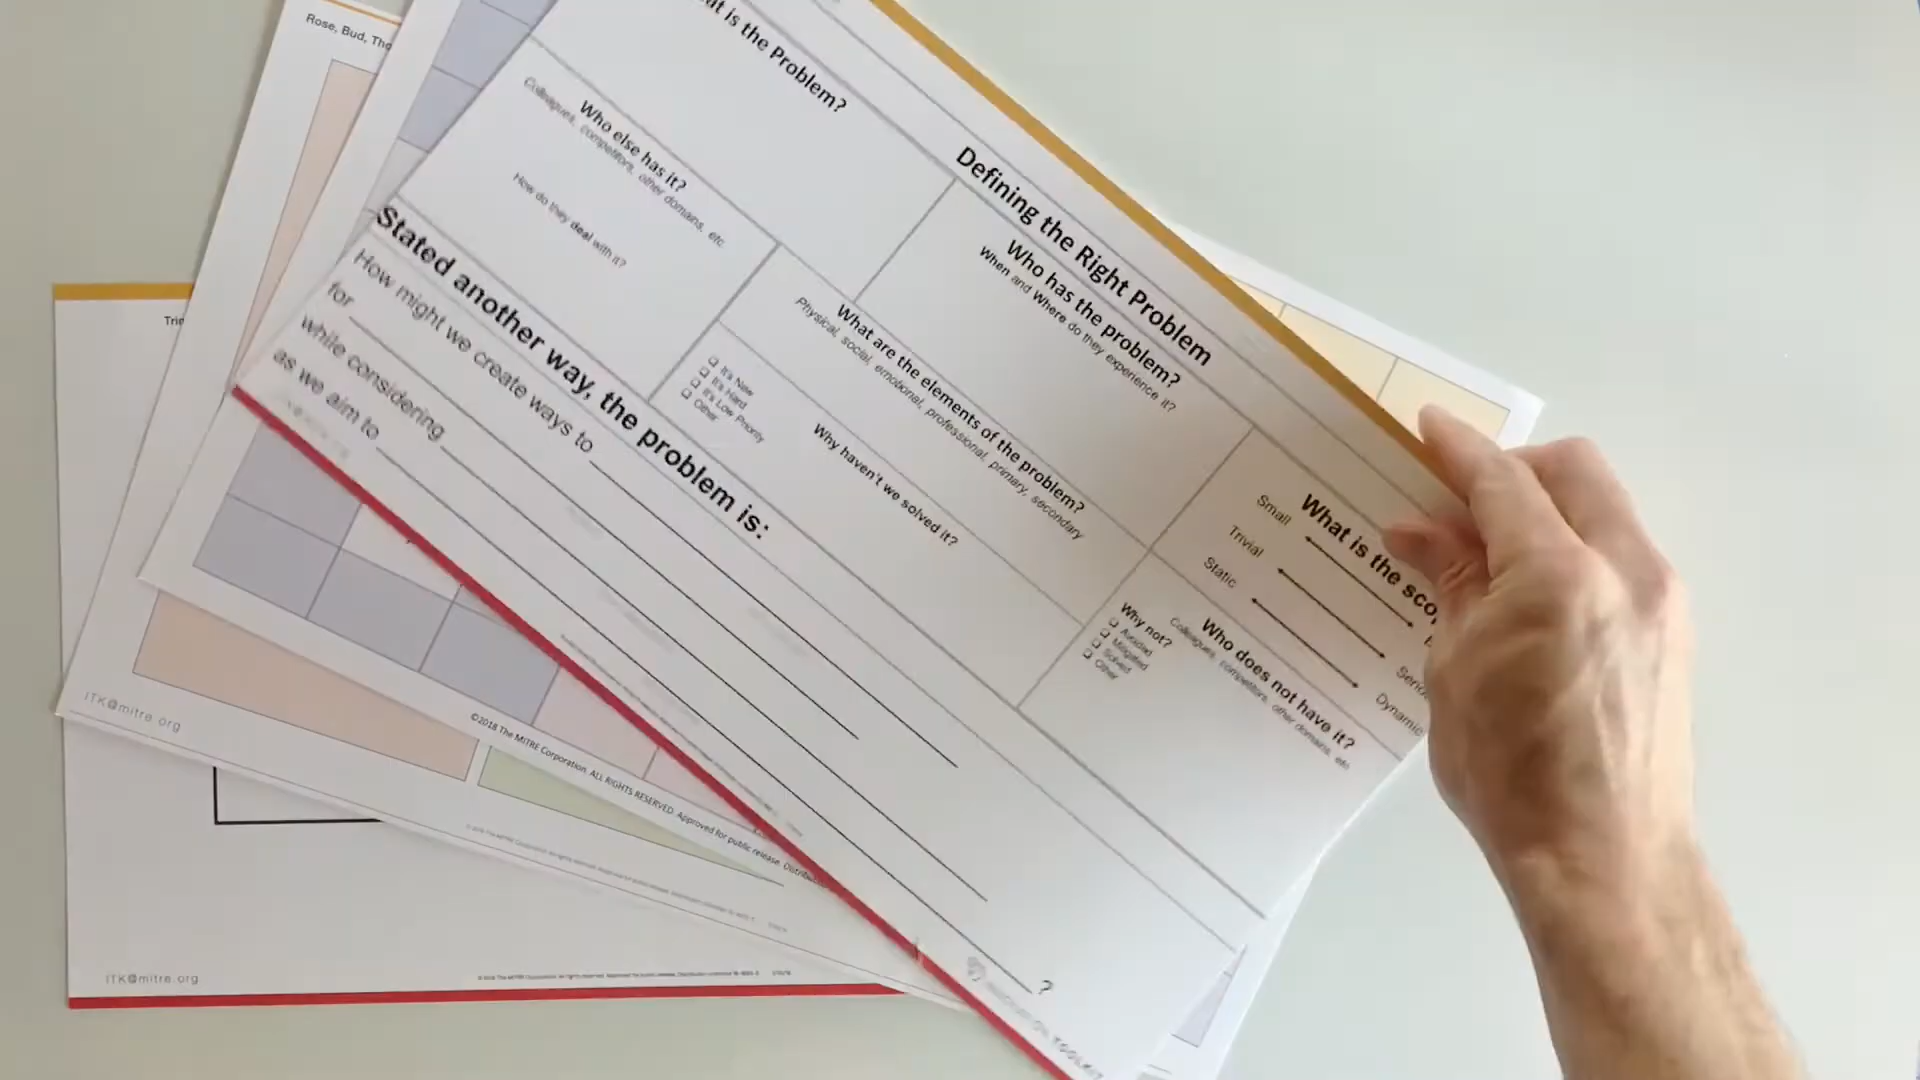 Rose, Bud, Tho
at is the Problem?
Defining the Right Problem
Who else has it?
Colleagues, competitors, other domains, etc
How do they deal with it?
Who has the problem?
When and Where do they experience it?
What are the elements of the problem?
Physical, social, emotional, professional, primary, secondary
What is the sco
Small
Trivial
Serio
Static
Dynamic
❑ It's New
❑ It's Hard
❑ It's Low Priority
❑ Other
Why haven't we solved it?
Who does not have it?
Colleagues, competitors, other domains, etc
Why not?
❑ Avoided
❑ Mitigated
❑ Solved
❑ Other
Stated another way, the problem is:
How might we create ways to
for
while considering
as we aim to
?
TOOLKIT
©2018 The MITRE Corporation. ALL RIGHTS RESERVED. Approved for public release. Distribution
ITK@mitre.org
ITK@mitre.org